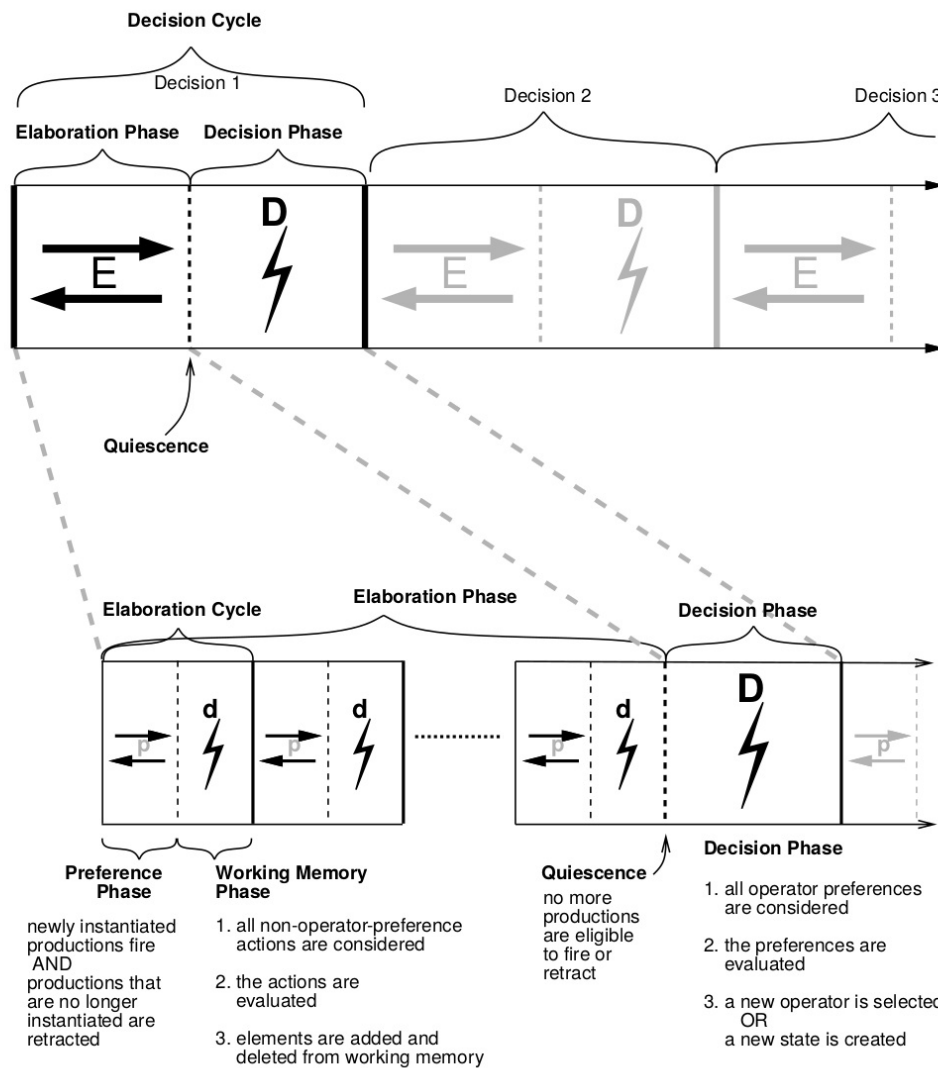 Decision Cycle
Decision 1
Decision 2
Decision 3
Elaboration Phase
Decision Phase
E
D
E
D
E
Quiescence
Elaboration Cycle
Elaboration Phase
Decision Phase
p
d
p
d
p
d
D
p
Preference
Phase
newly instantiated
productions fire
AND
productions that
are no longer
instantiated are
retracted
Working Memory
Phase
1. all non-operator-preference
actions are considered
2. the actions are
evaluated
3. elements are added and
deleted from working memory
Quiescence
no more
productions
are eligible
to fire or
retract
Decision Phase
1. all operator preferences
are considered
2. the preferences are
evaluated
3. a new operator is selected
OR
a new state is created